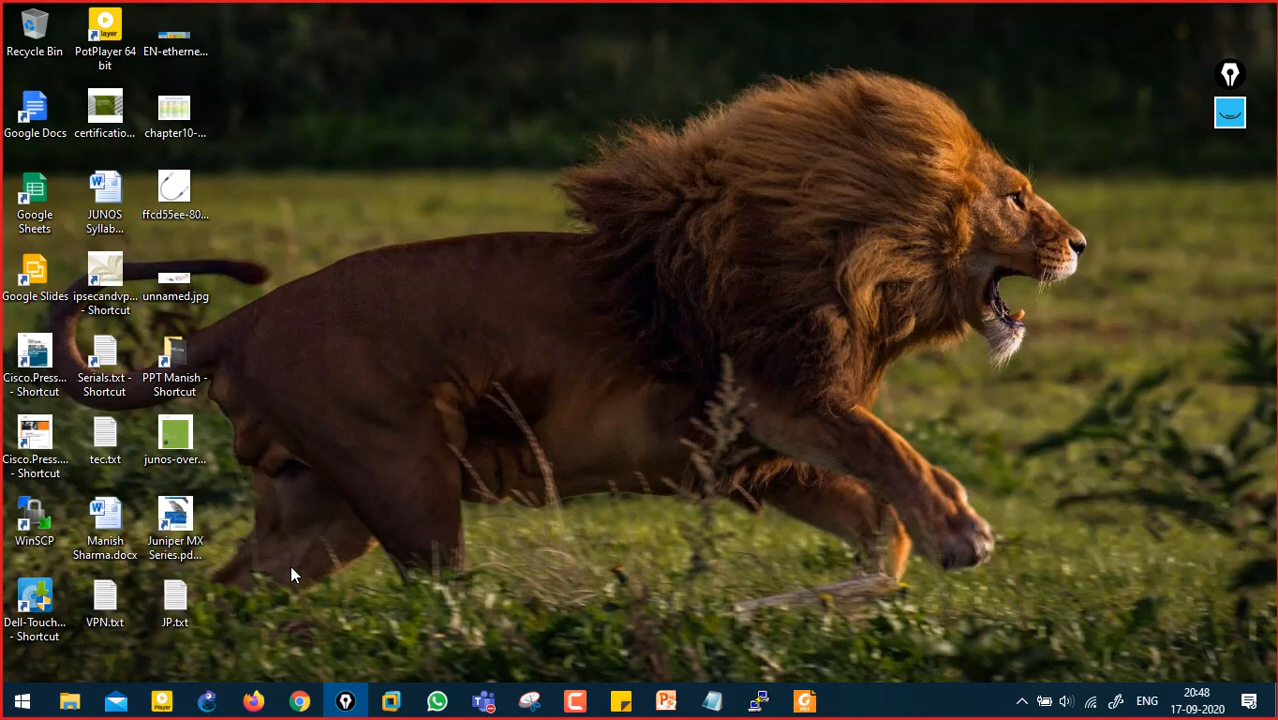 Recycle Bin
PotPlayer 64
bit
EN-etherne...
Google Docs
certificatio...
chapter10-...
Google
Sheets
JUNOS
Syllab...
ffcd55ee-80...
Google Slides
ipsecandvp...
- Shortcut
unnamed.jpg
Cisco.Press...
- Shortcut
Serials.txt -
Shortcut
PPT Manish -
Shortcut
Cisco.Press....
- Shortcut
tec.txt
junos-over...
WinSCP
Manish
Sharma.docx
Juniper MX
Series.pd...
Dell-Touch...
- Shortcut
VPN.txt
JP.txt
Player
ENG
20:48
17-09-2020